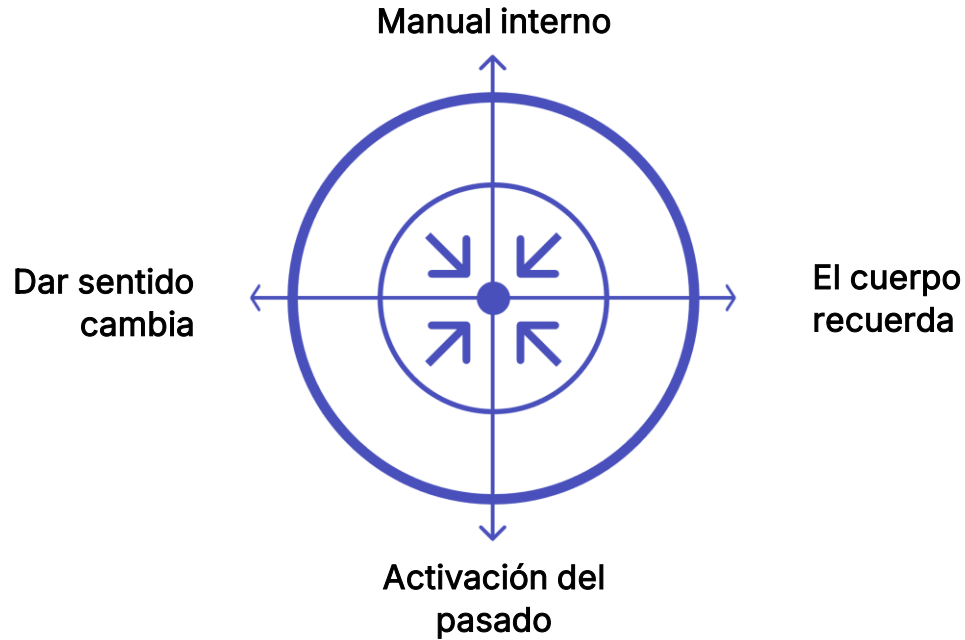 Manual interno
Dar sentido
cambia
El cuerpo
recuerda
Activación del
pasado